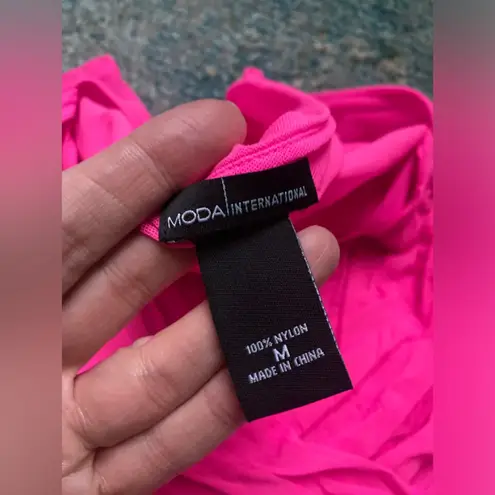 MODA INTERNATIONAL
100% NYLON
M
MADE IN CHINA